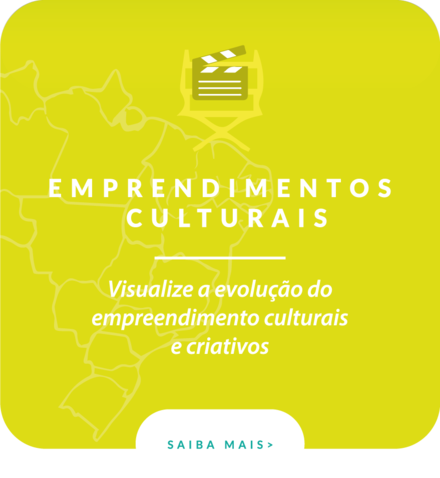 EMPRENDIMENTOS
CULTURAIS
Visualize a evolução do
empreendimento culturais
e criativos
SAIBA MAIS>